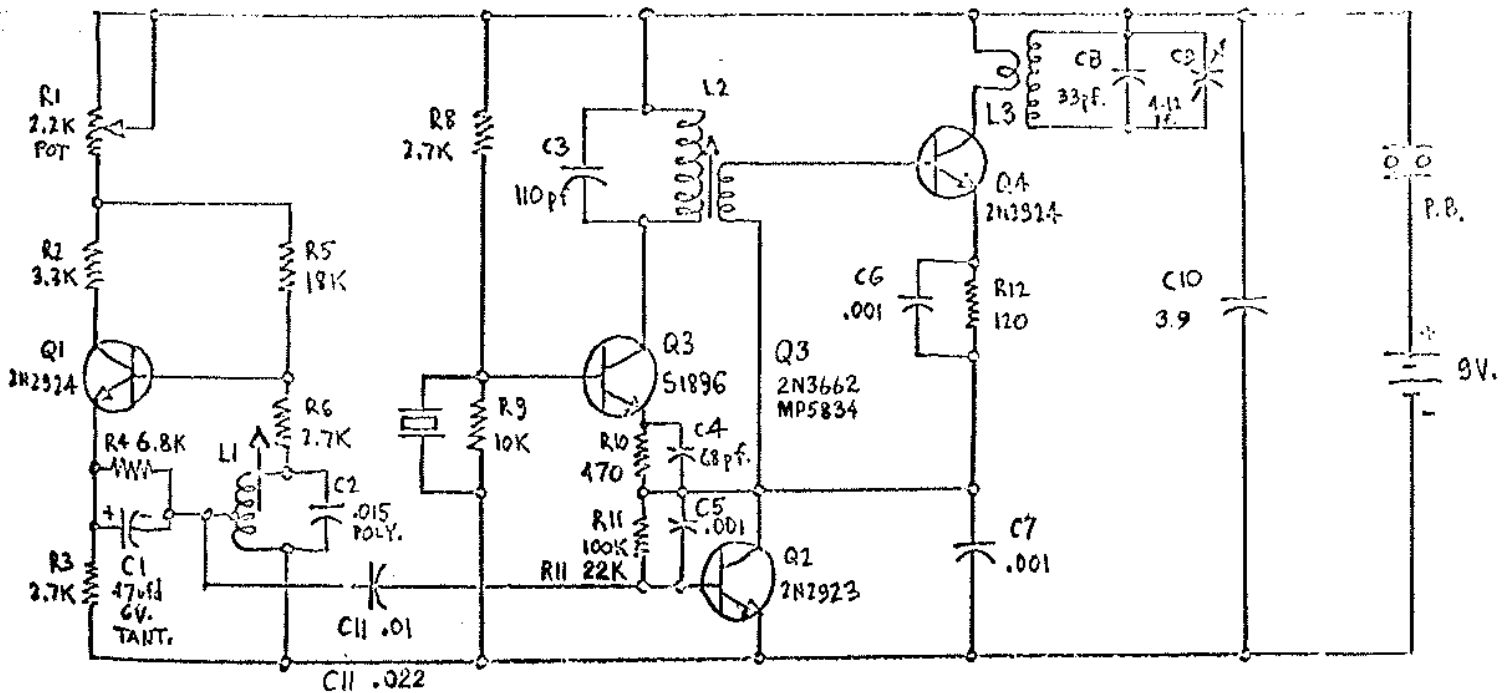 R1
2.2K
POT
R8
2.7K
C3
110pf
L2
L3
C8
33pf.
C9
4-12
Q4
2N2924
P.B.
R2
3.3K
R5
18K
C6
.001
R12
120
C10
3.9
+
9V.
-
Q1
2N2924
Q3
S1896
Q3
2N3662
MP5834
R4 6.8K
L1
R6
2.7K
R9
10K
R10
470
C4
68pf.
C2
.015
POLY.
+ -
C1
47ufd
6V.
TANT.
R3
2.7K
R11
100K
R11 22K
C5
.001
Q2
2N2923
C7
.001
C11 .01
C11 .022